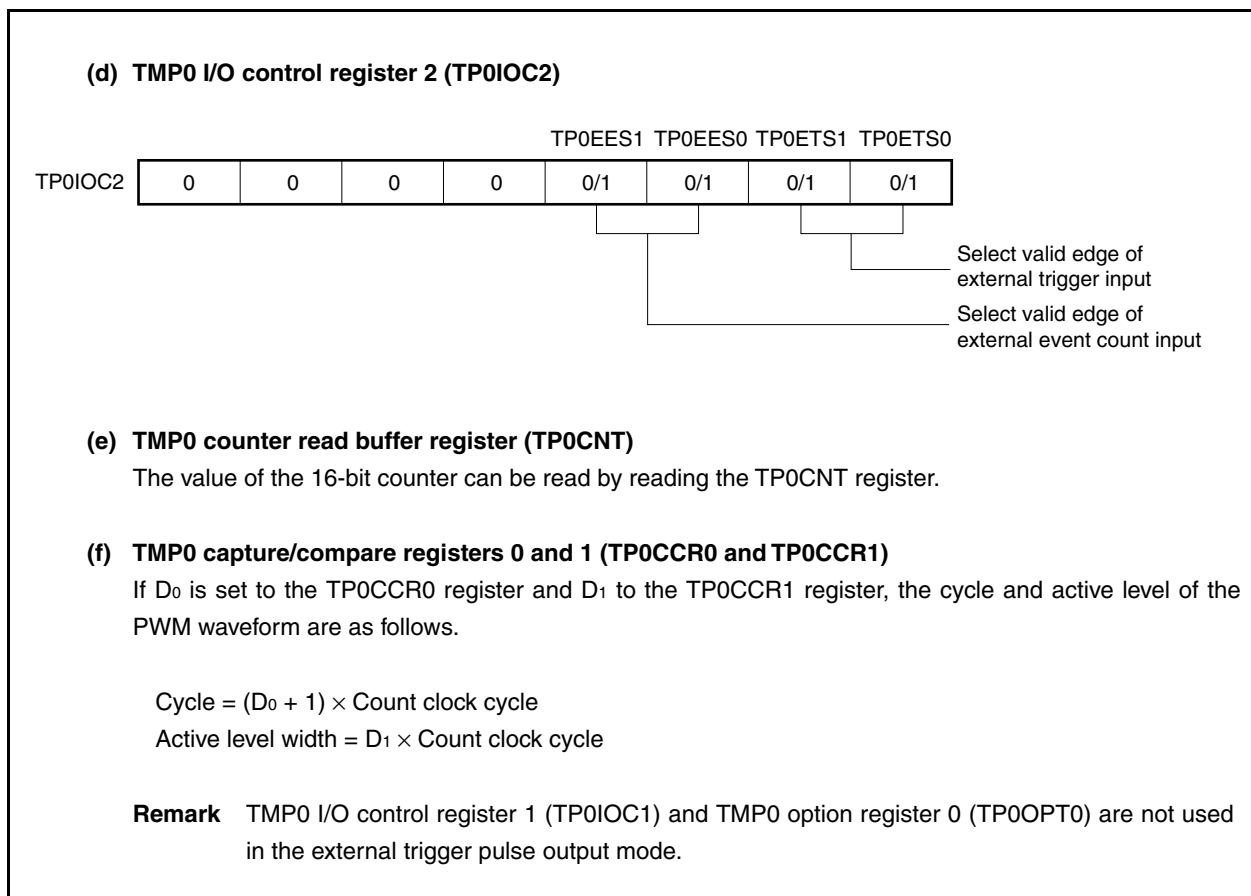 (d) TMP0 I/O control register 2 (TP0IOC2)
TP0EES1 TP0EES0 TP0ETS1 TP0ETS0
TP0IOC2 0 0 0 0 0/1 0/1 0/1 0/1
Select valid edge of
external trigger input
Select valid edge of
external event count input
(e) TMP0 counter read buffer register (TP0CNT)
The value of the 16-bit counter can be read by reading the TP0CNT register.
(f) TMP0 capture/compare registers 0 and 1 (TP0CCR0 and TP0CCR1)
If D0 is set to the TP0CCR0 register and D1 to the TP0CCR1 register, the cycle and active level of the
PWM waveform are as follows.
Cycle = (D0 + 1) × Count clock cycle
Active level width = D1 × Count clock cycle
Remark TMP0 I/O control register 1 (TP0IOC1) and TMP0 option register 0 (TP0OPT0) are not used
in the external trigger pulse output mode.